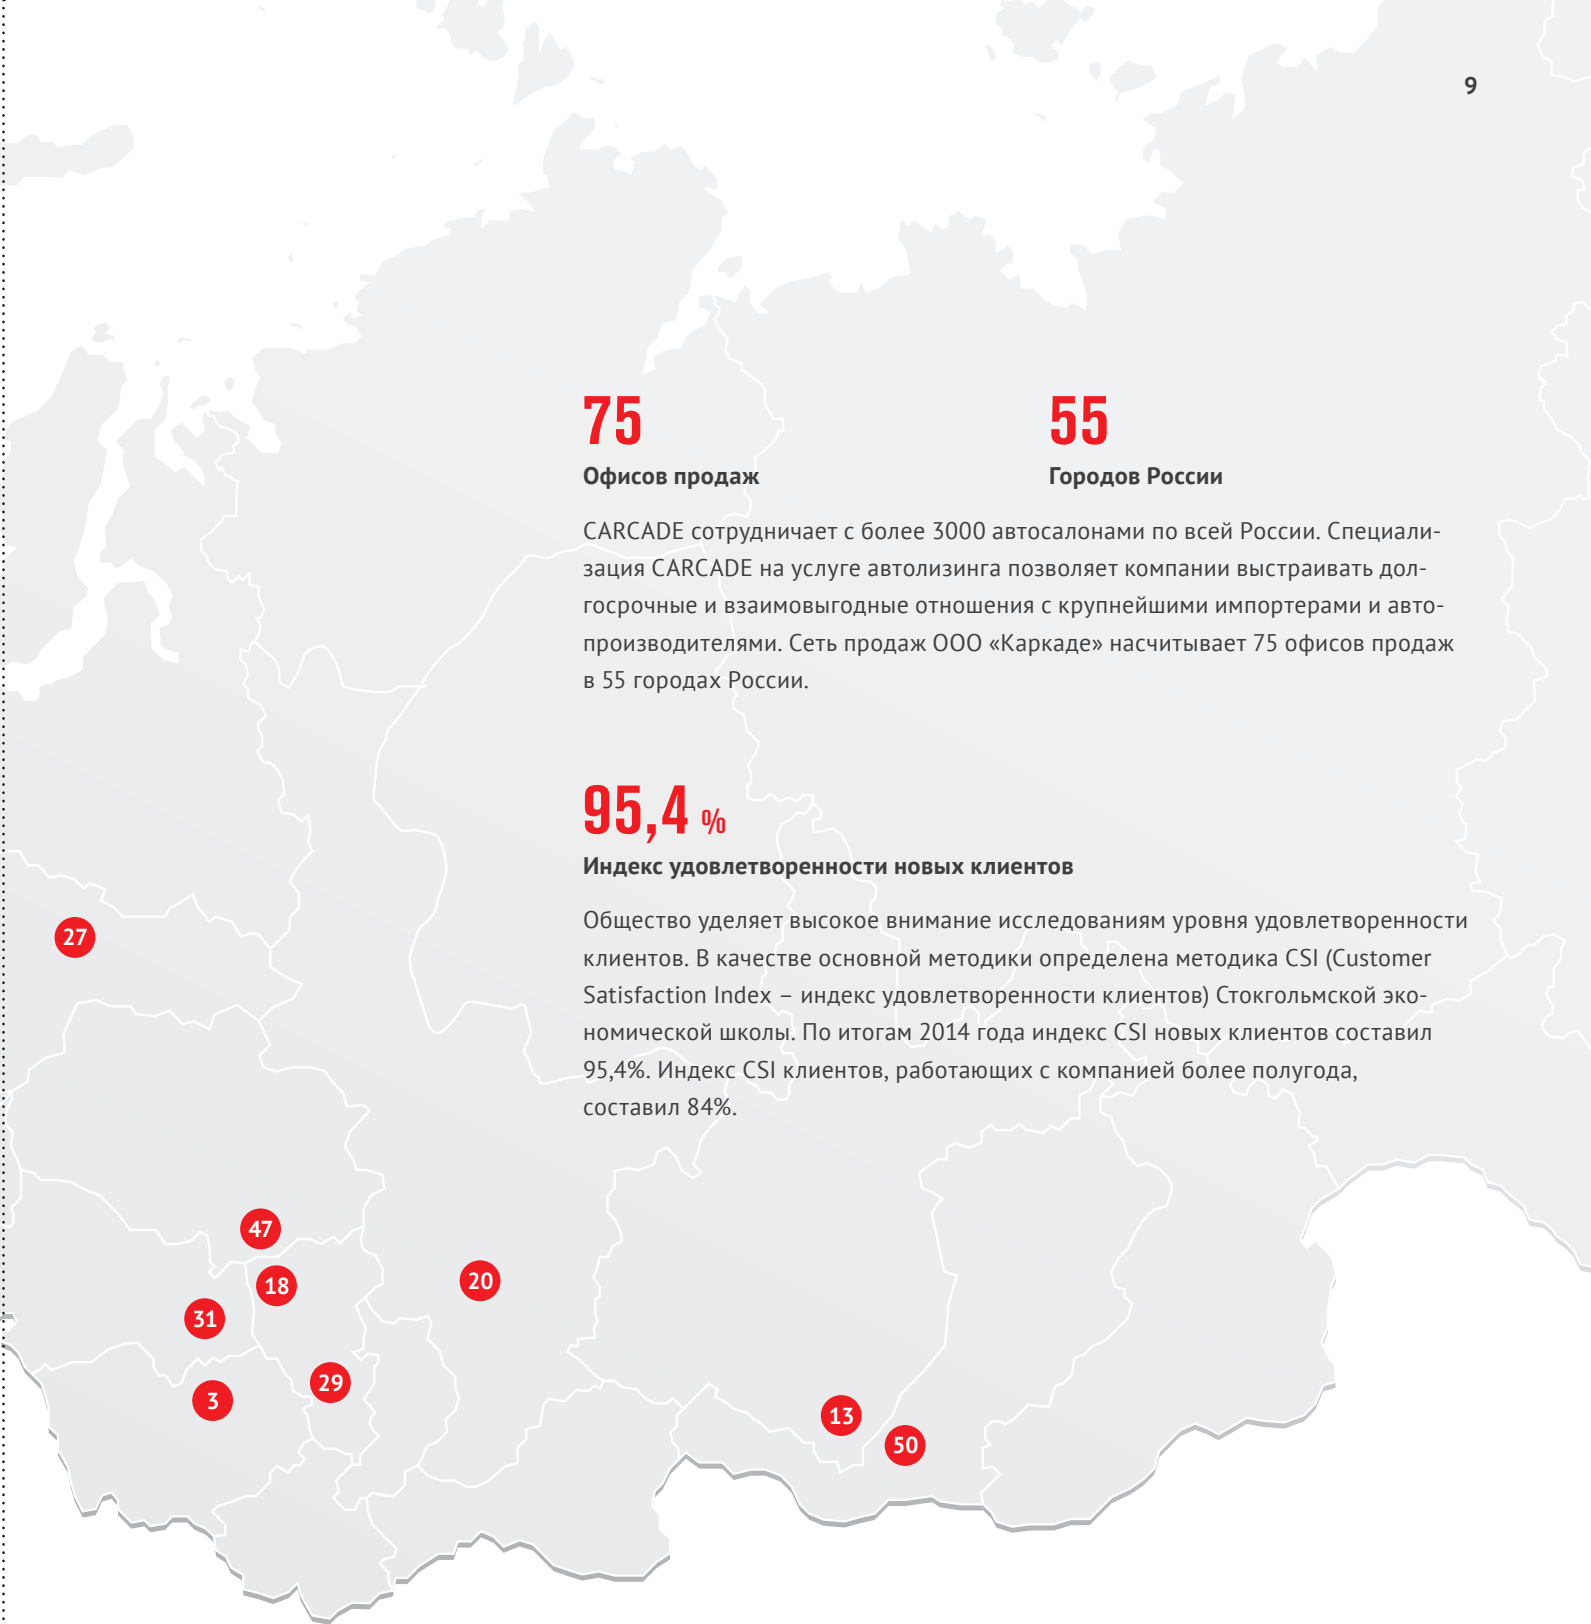 9
75
55
Офисов продаж
Городов России
CARCADE сотрудничает с более 3000 автосалонами по всей России. Специали-
зация CARCADE на услуге автолизинга позволяет компании выстраивать дол-
госрочные и взаимовыгодные отношения с крупнейшими импортерами и авто-
производителями. Сеть продаж ООО «Каркаде» насчитывает 75 офисов продаж
в 55 городах России.
95,4 %
Индекс удовлетворенности новых клиентов
Общество уделяет высокое внимание исследованиям уровня удовлетворенности
клиентов. В качестве основной методики определена методика CSI (Customer
Satisfaction Index – индекс удовлетворенности клиентов) Стокгольмской эко-
номической школы. По итогам 2014 года индекс CSI новых клиентов составил
95,4%. Индекс CSI клиентов, работающих с компанией более полугода,
составил 84%.
27
47
18
20
31
29
3
13
50